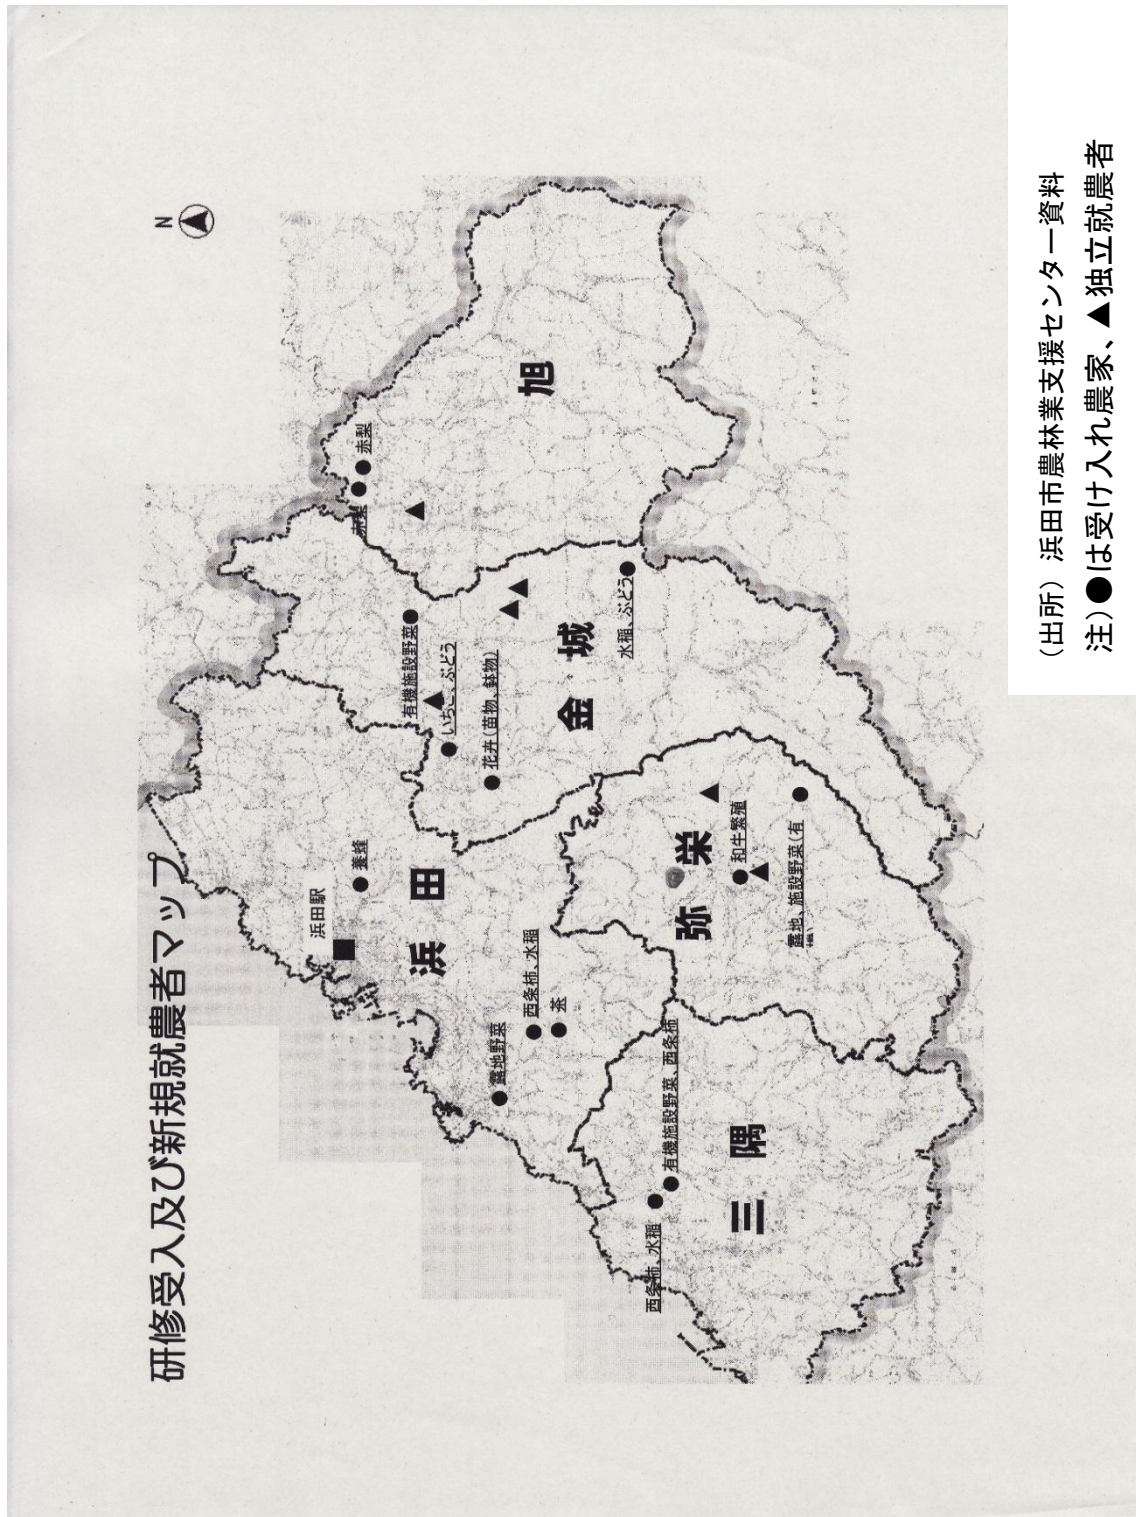 研修受入及び新規就農者マップ
N
浜田駅
養蜂
浜 田
露地野菜
西条柿、水稲
茶
赤梨
赤梨
旭
有機施設野菜
いちご、ぶどう
花卉(苗物、鉢物)
金 城
水稲、ぶどう
弥 栄
和牛繁殖
露地、施設野菜(有
有機施設野菜、西条柿
西条柿、水稲
三 隅
(出所)浜田市農林業支援センター資料
注)●は受け入れ農家、▲独立就農者